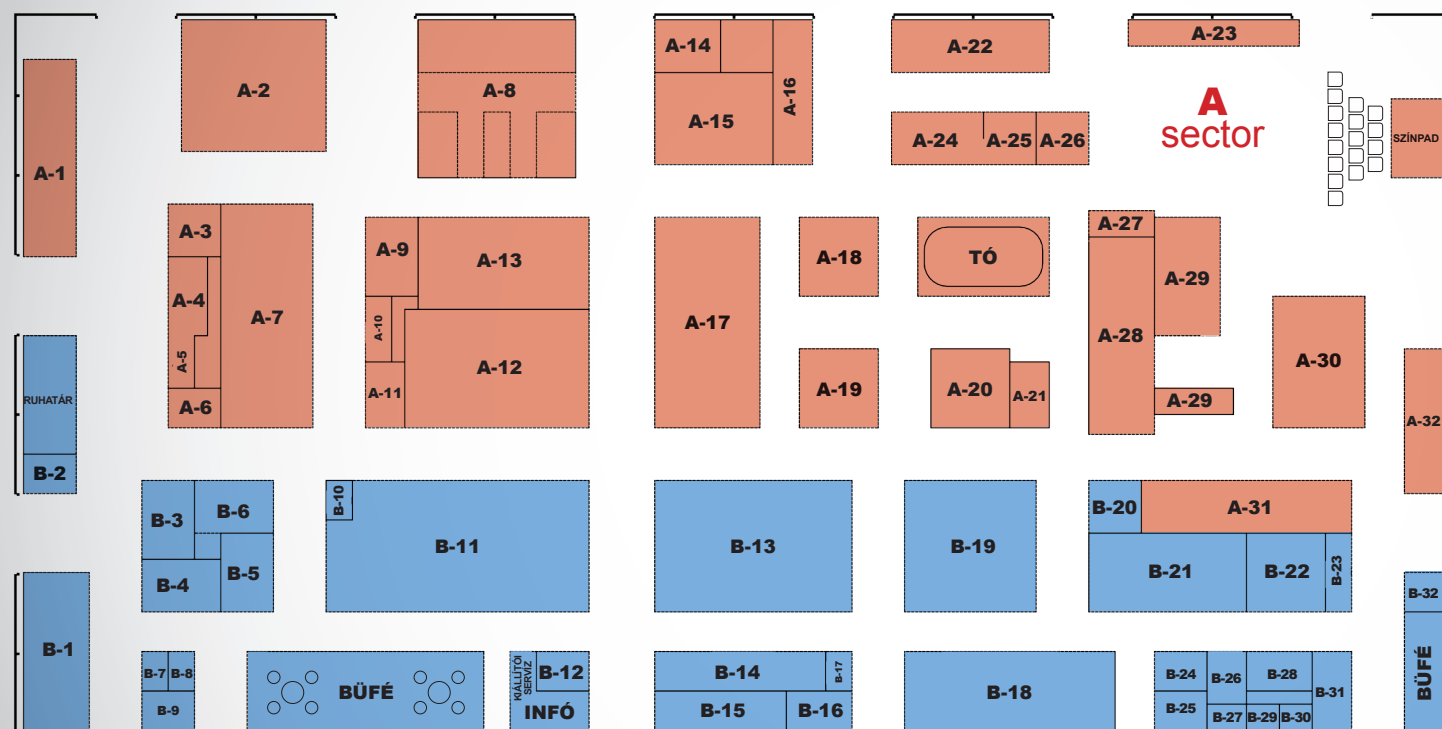 A-1
A-2
A-8
A-14
A-15
A-16
A-22
A-23
A
sector
SZÍNPAD
A-24
A-25
A-26
A-3
A-4
A-5
A-6
A-7
A-9
A-10
A-11
A-13
A-12
A-17
A-18
A-19
TÓ
A-20
A-21
A-27
A-28
A-29
A-29
A-30
A-32
RUHATÁR
B-2
B-3
B-6
B-4
B-5
B-10
B-11
B-13
B-19
B-20
A-31
B-21
B-22
B-23
B-32
B-1
B-7
B-8
B-9
BÜFÉ
KIÁLLÍTÓI
SERVIZ
B-12
INFÓ
B-14
B-17
B-15
B-16
B-18
B-24
B-25
B-26
B-27
B-28
B-29
B-30
B-31
BÜFÉ